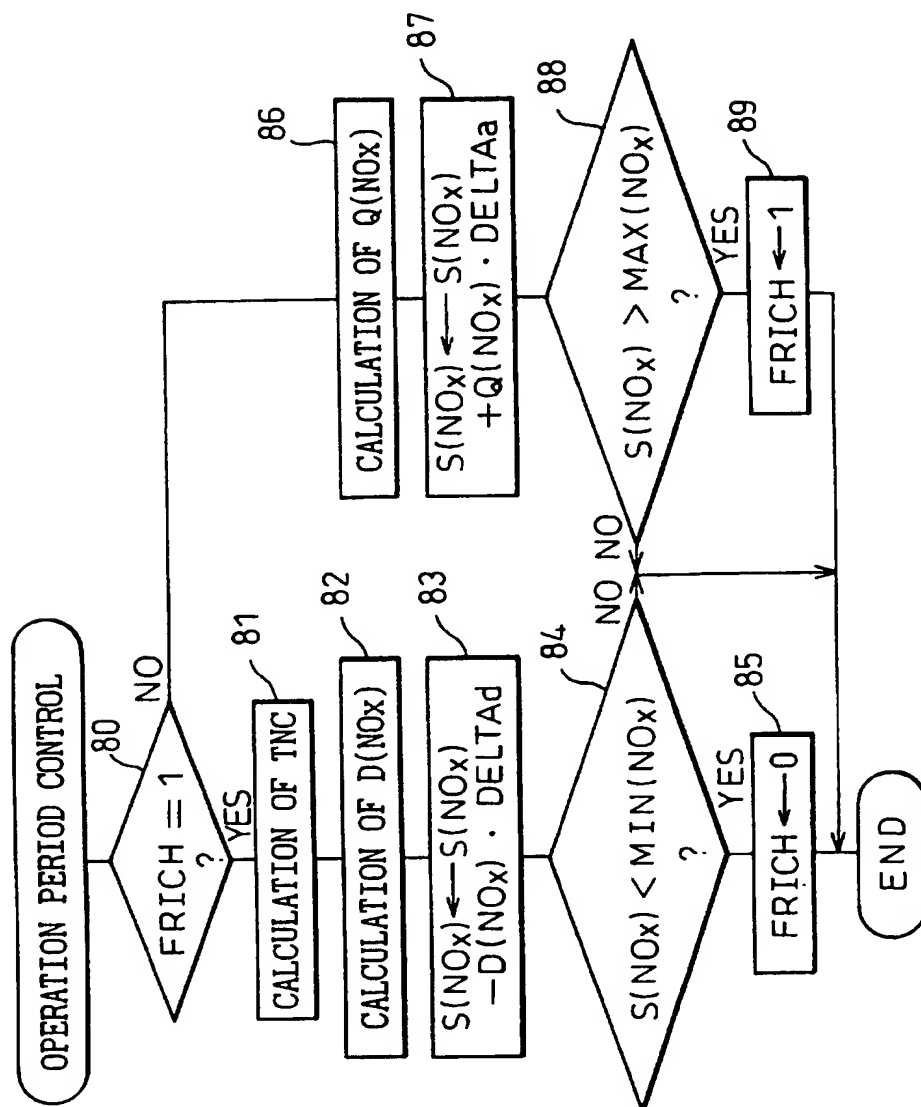 OPERATION PERIOD CONTROL
80
FRICH = 1
?
NO
YES
81
CALCULATION OF TNC
82
CALCULATION OF D(NOx)
83
S(NOx) ← S(NOx)
−D(NOx) · DELTAd
84
S(NOx) < MIN(NOx)
?
NO
YES
85
FRICH ← 0
86
CALCULATION OF Q(NOx)
87
S(NOx) ← S(NOx)
+Q(NOx) · DELTAa
88
S(NOx) > MAX(NOx)
?
NO
YES
89
FRICH ← 1
END